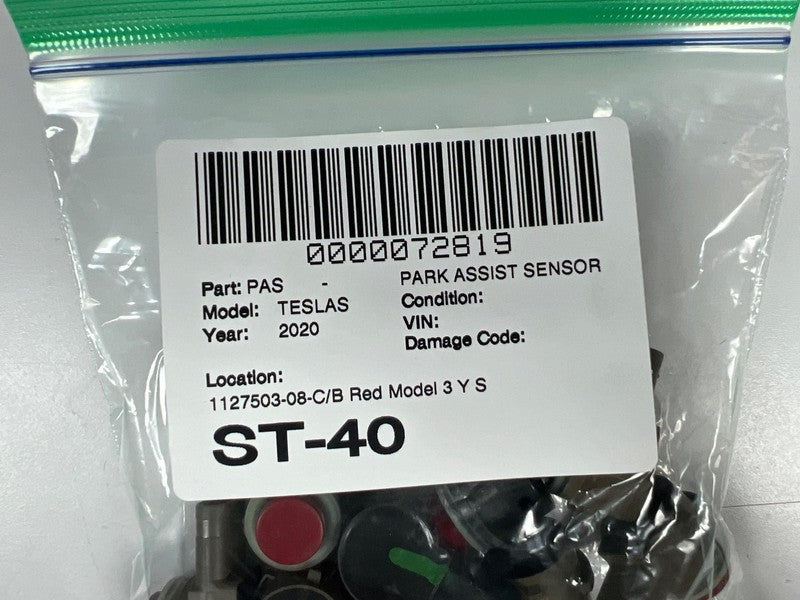 0000072819
Part: PAS - PARK ASSIST SENSOR
Model: TESLAS Condition:
Year: 2020 VIN:
Damage Code:
Location:
1127503-08-C/B Red Model 3 Y S
ST-40